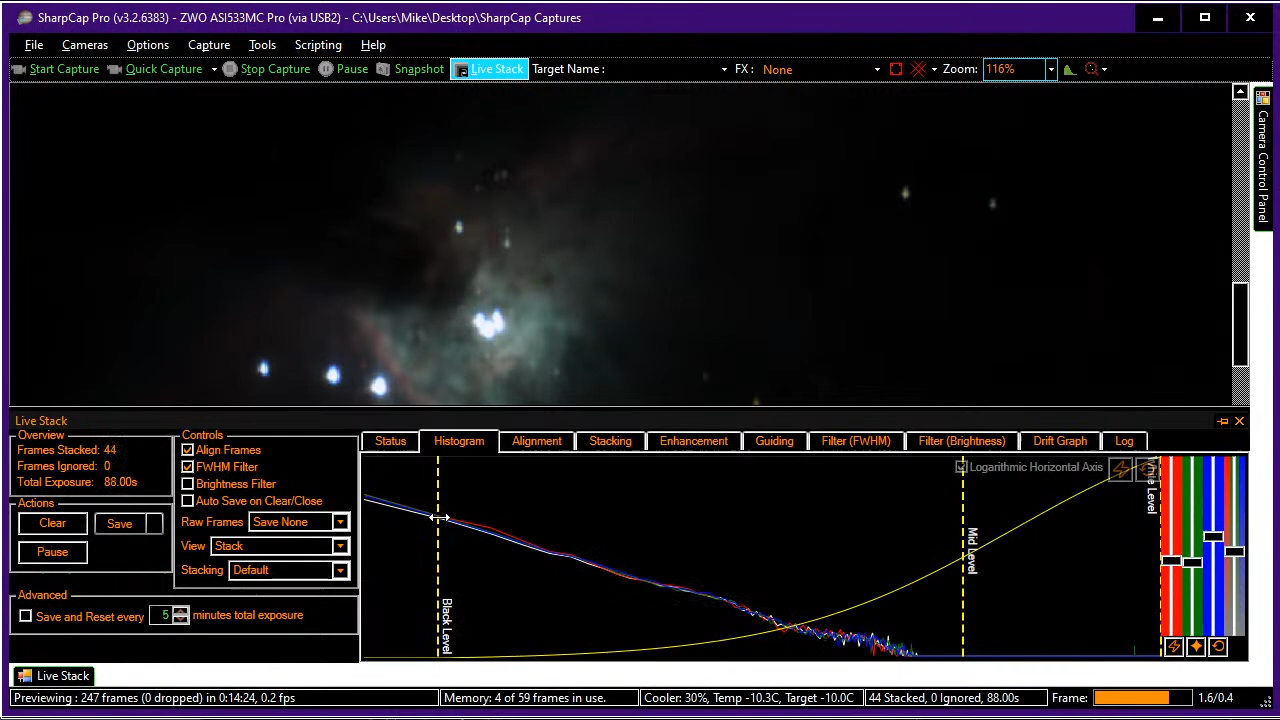 SharpCap Pro (v3.2.6383) - ZWO ASI533MC Pro (via USB2) - C:\Users\Mike\Desktop\SharpCap Captures
File Cameras Options Capture Tools Scripting Help
Start Capture Quick Capture Stop Capture Pause Snapshot Live Stack Target Name : FX : None Zoom: 116%
Camera Control Panel
Live Stack
Overview
Frames Stacked: 44
Frames Ignored: 0
Total Exposure: 88.00s
Actions
Clear Save
Pause
Controls
Align Frames
FWHM Filter
Brightness Filter
Auto Save on Clear/Close
Raw Frames Save None
View Stack
Stacking Default
Advanced
Save and Reset every 5 minutes total exposure
Status Histogram Alignment Stacking Enhancement Guiding Filter (FWHM) Filter (Brightness) Drift Graph Log
Logarithmic Horizontal Axis
Black Level
Mid Level
White Level
Live Stack
Previewing : 247 frames (0 dropped) in 0:14:24, 0.2 fps Memory: 4 of 59 frames in use. Cooler: 30%, Temp -10.3C, Target -10.0C 44 Stacked, 0 Ignored, 88.00s Frame: 1.6/0.4